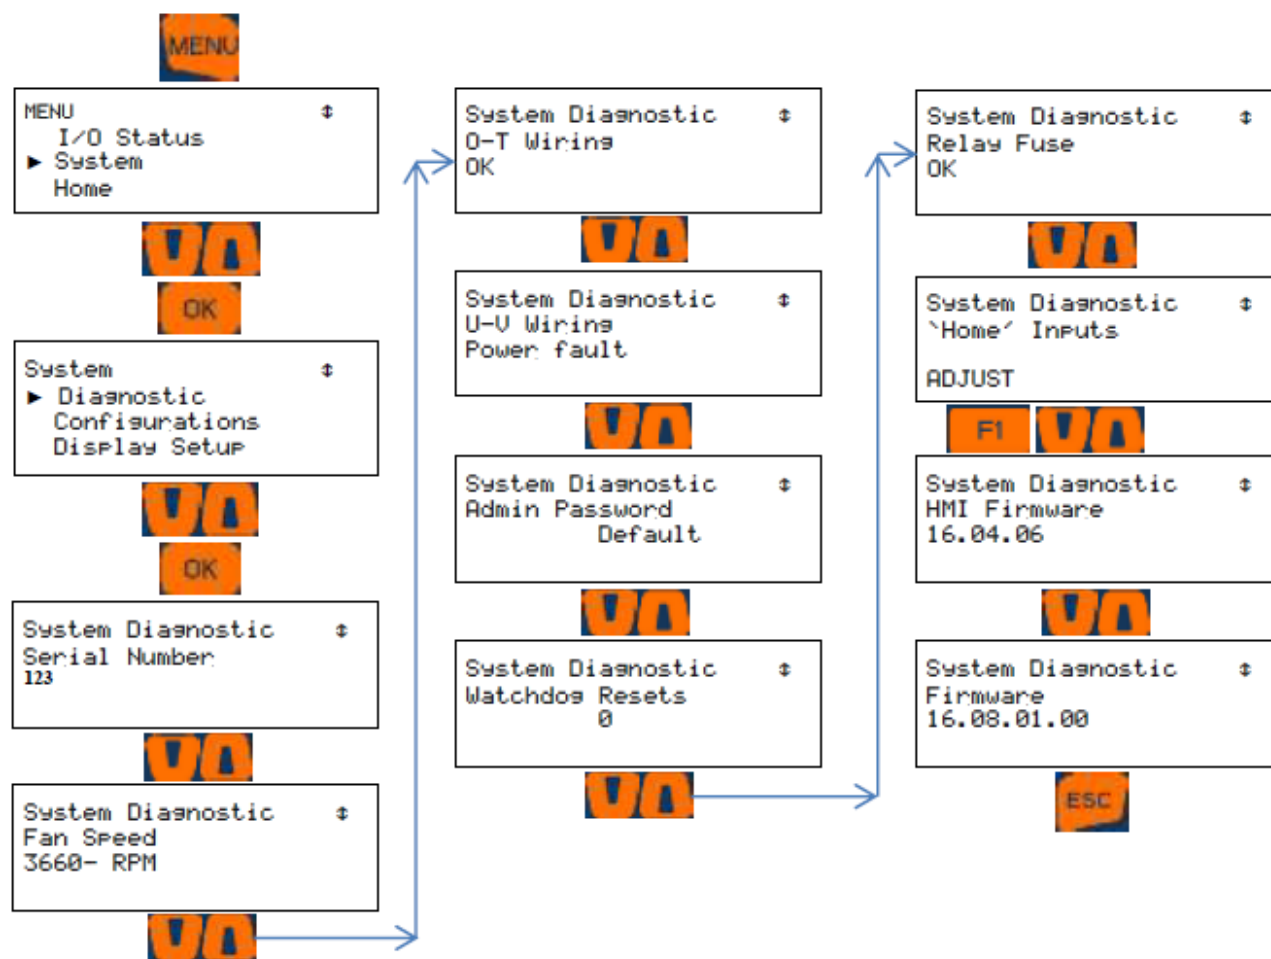 MENU
MENU ↕
I/O Status
► System
Home
OK
System ↕
► Diagnostic
Configurations
Display Setup
OK
System Diagnostic ↕
Serial Number
123
System Diagnostic ↕
Fan Speed
3660- RPM
System Diagnostic ↕
O-T Wiring
OK
System Diagnostic ↕
U-V Wiring
Power fault
System Diagnostic ↕
Admin Password
Default
System Diagnostic ↕
Watchdog Resets
0
System Diagnostic ↕
Relay Fuse
OK
System Diagnostic ↕
`Home´ Inputs
ADJUST
F1
System Diagnostic ↕
HMI Firmware
16.04.06
System Diagnostic ↕
Firmware
16.08.01.00
ESC